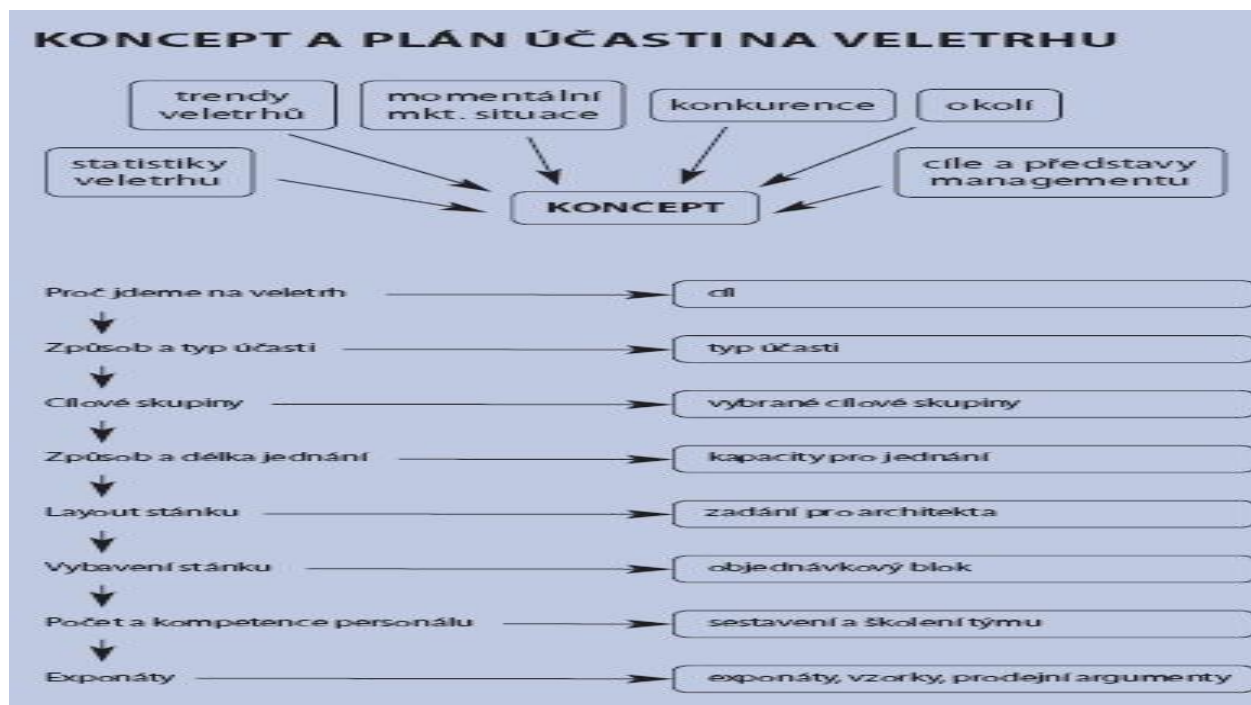 KONCEPT A PLÁN ÚČASTI NA VELETRHU
trendy
veletrhů
momentální
mkt. situace
konkurence
okolí
statistiky
veletrhu
cíle a představy
managementu
KONCEPT
Proč jdeme na veletrh
cíl
Způsob a typ účasti
typ účasti
Cílové skupiny
vybrané cílové skupiny
Způsob a délka jednání
kapacity pro jednání
Layout stánku
zadání pro architekta
Vybavení stánku
objednávkový blok
Počet a kompetence personálu
sestavení a školení týmu
Exponáty
exponáty, vzorky, prodejní argumenty